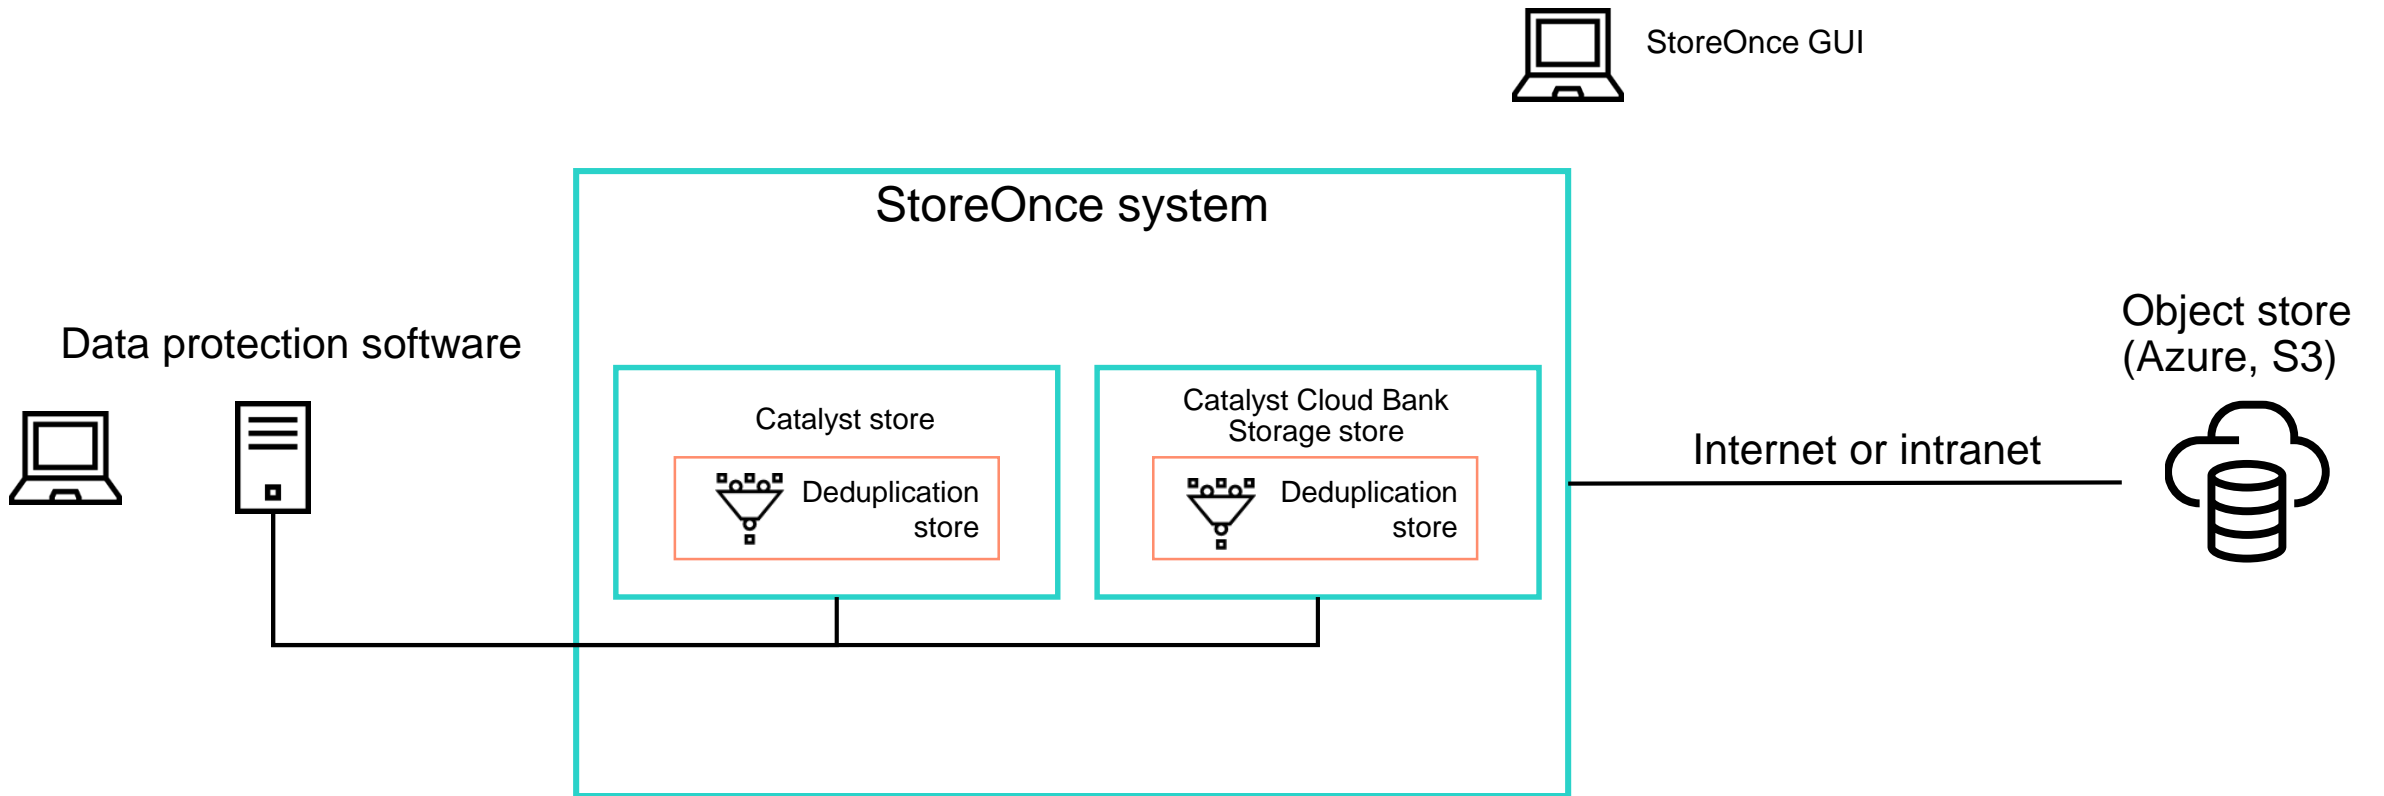 StoreOnce GUI
StoreOnce system
Data protection software
Catalyst store
Deduplication
store
Catalyst Cloud Bank
Storage store
Deduplication
store
Internet or intranet
Object store
(Azure, S3)